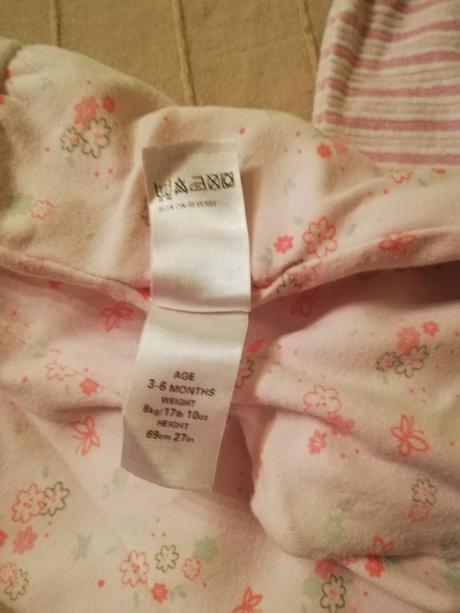 AGE
3-6 MONTHS
WEIGHT
8kg/17lb 10oz
HEIGHT
69cm 27in